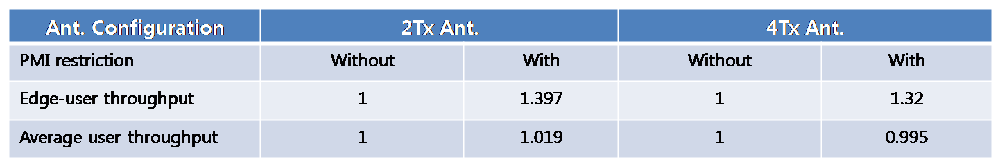 Ant. Configuration 2Tx Ant. 4Tx Ant.
PMI restriction Without With Without With
Edge-user throughput 1 1.397 1 1.32
Average user throughput 1 1.019 1 0.995